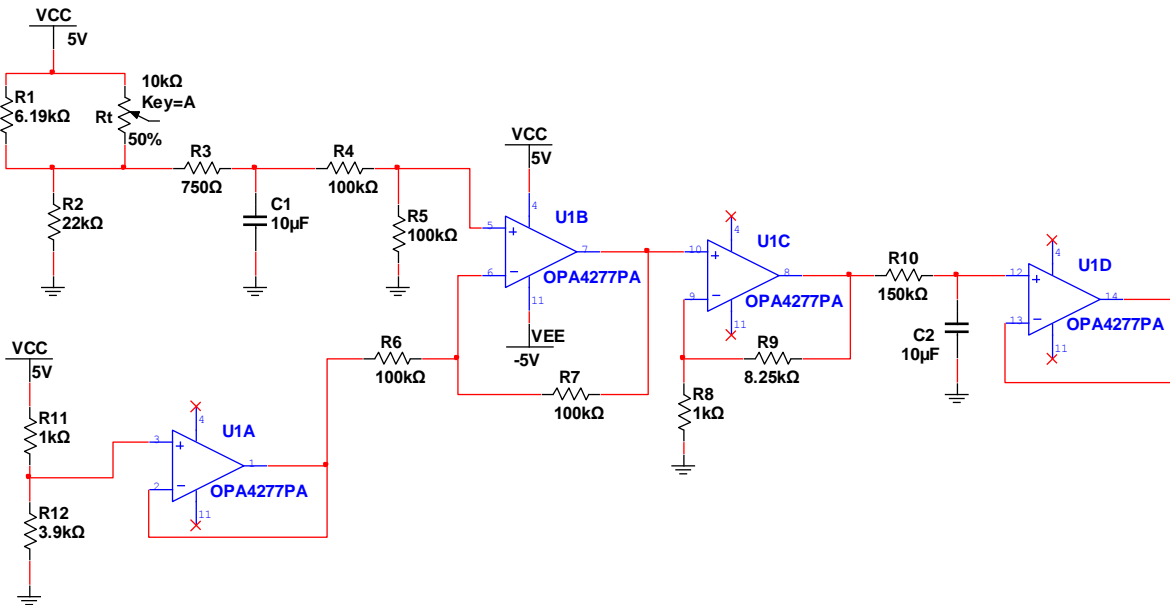 VCC
5V
R1
6.19kΩ
10kΩ
Key=A
Rt
50%
R2
22kΩ
R3
750Ω
C1
10µF
R4
100kΩ
R5
100kΩ
VCC
5V
4
U1B
5
6
7
OPA4277PA
11
VEE
-5V
4
U1C
10
9
8
OPA4277PA
11
R9
8.25kΩ
R8
1kΩ
R10
150kΩ
C2
10µF
4
U1D
12
13
14
OPA4277PA
11
R6
100kΩ
R7
100kΩ
VCC
5V
R11
1kΩ
R12
3.9kΩ
4
U1A
3
2
1
OPA4277PA
11